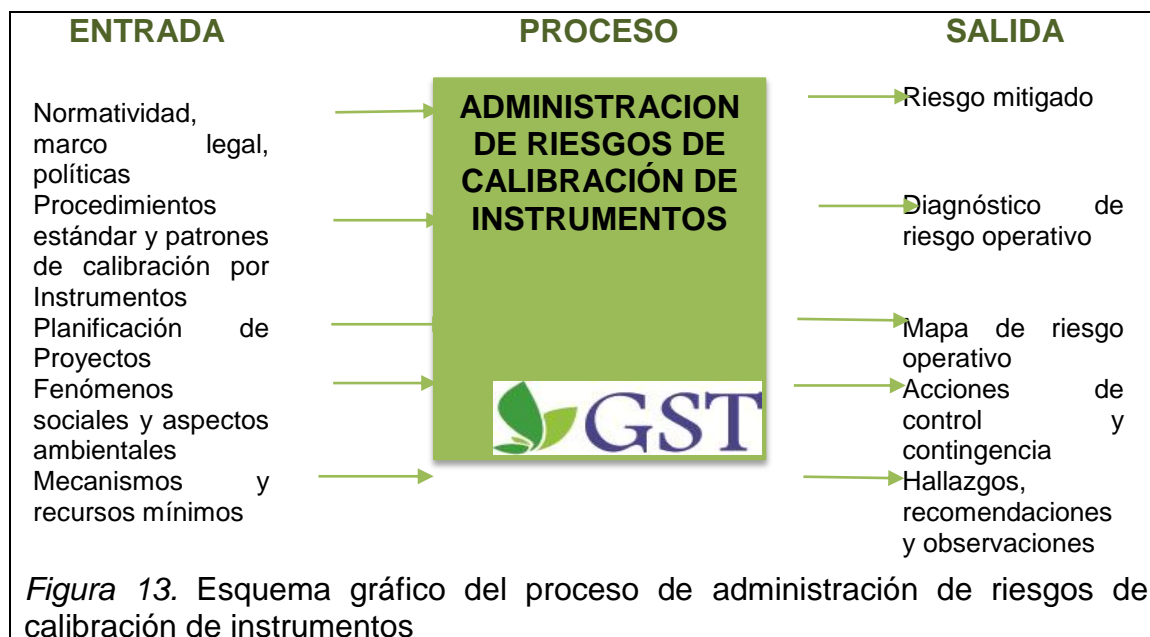 ENTRADA
PROCESO
SALIDA
Normatividad,
marco legal,
políticas
Procedimientos
estándar y patrones
de calibración por
Instrumentos
Planificación de
Proyectos
Fenómenos
sociales y aspectos
ambientales
Mecanismos y
recursos mínimos
ADMINISTRACION
DE RIESGOS DE
CALIBRACIÓN DE
INSTRUMENTOS
GST
Riesgo mitigado
Diagnóstico de
riesgo operativo
Mapa de riesgo
operativo
Acciones de
control y
contingencia
Hallazgos,
recomendaciones
y observaciones
Figura 13. Esquema gráfico del proceso de administración de riesgos de
calibración de instrumentos